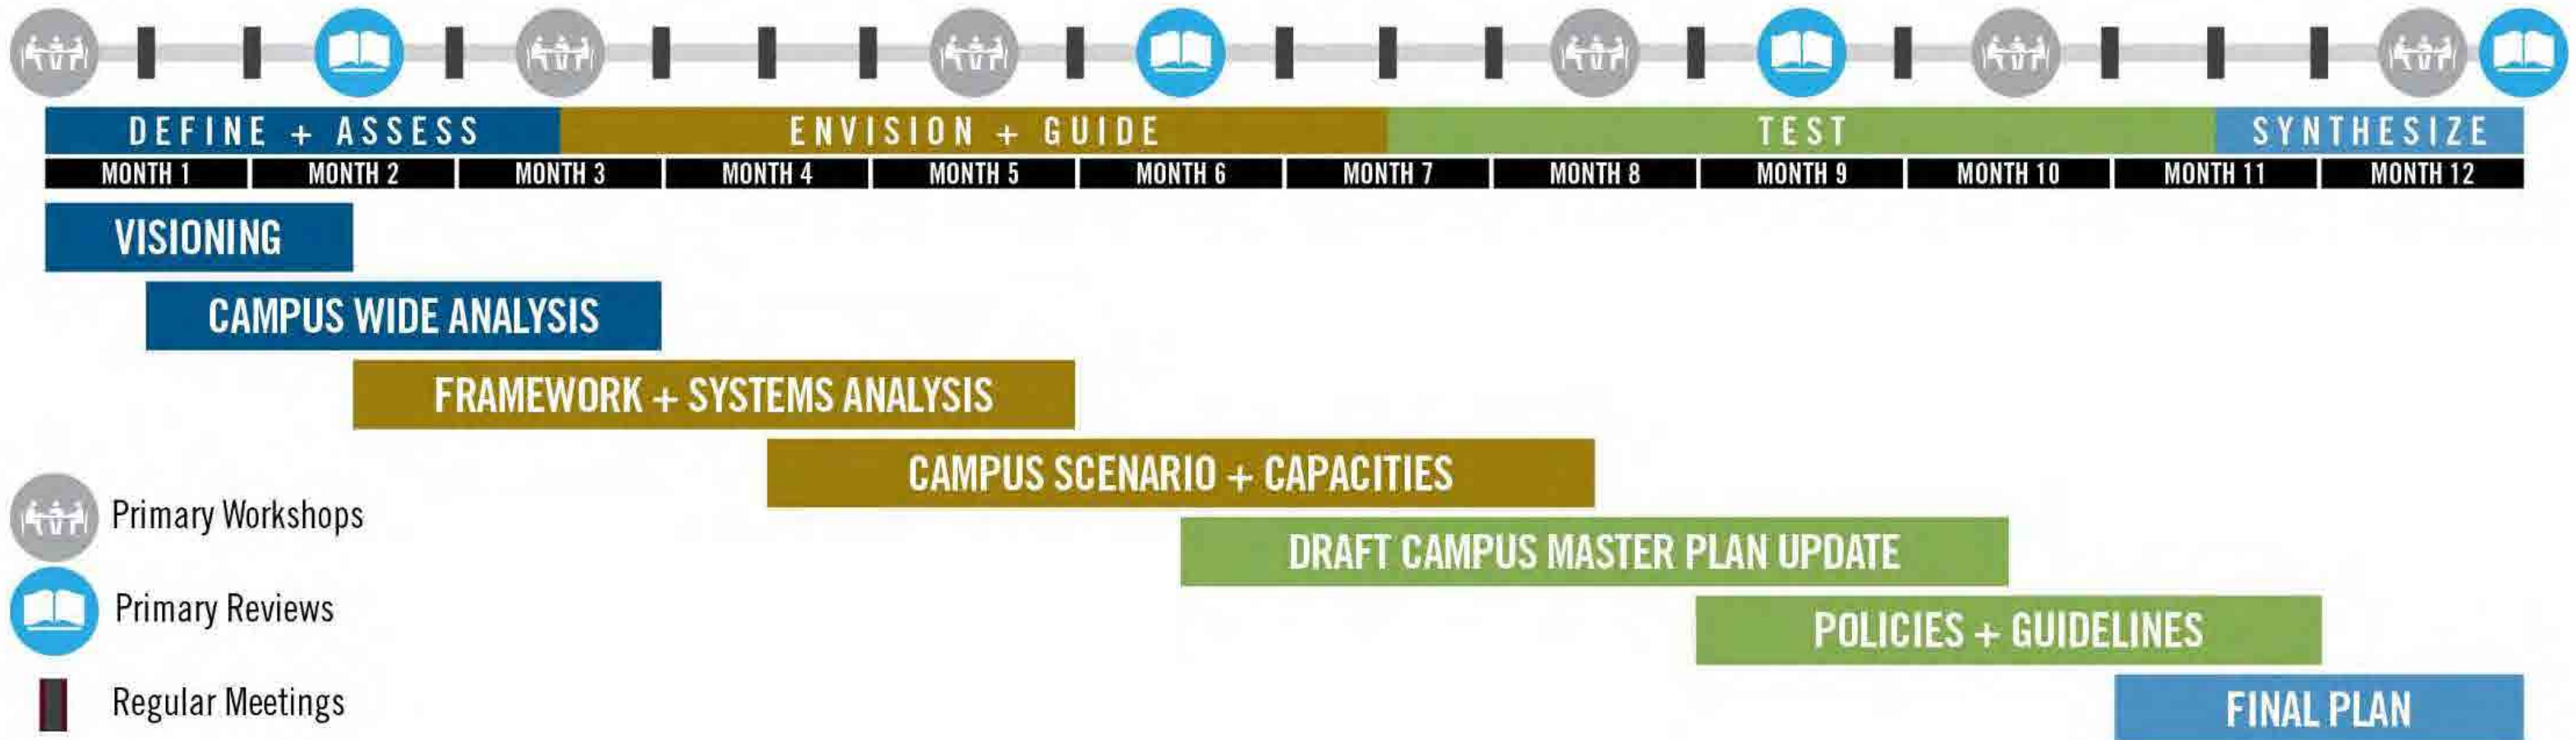 DEFINE + ASSESS ENVISION + GUIDE TEST SYNTHESIZE
MONTH 1 MONTH 2 MONTH 3 MONTH 4 MONTH 5 MONTH 6 MONTH 7 MONTH 8 MONTH 9 MONTH 10 MONTH 11 MONTH 12
VISIONING
CAMPUS WIDE ANALYSIS
FRAMEWORK + SYSTEMS ANALYSIS
CAMPUS SCENARIO + CAPACITIES
Primary Workshops
DRAFT CAMPUS MASTER PLAN UPDATE
Primary Reviews
POLICIES + GUIDELINES
Regular Meetings
FINAL PLAN